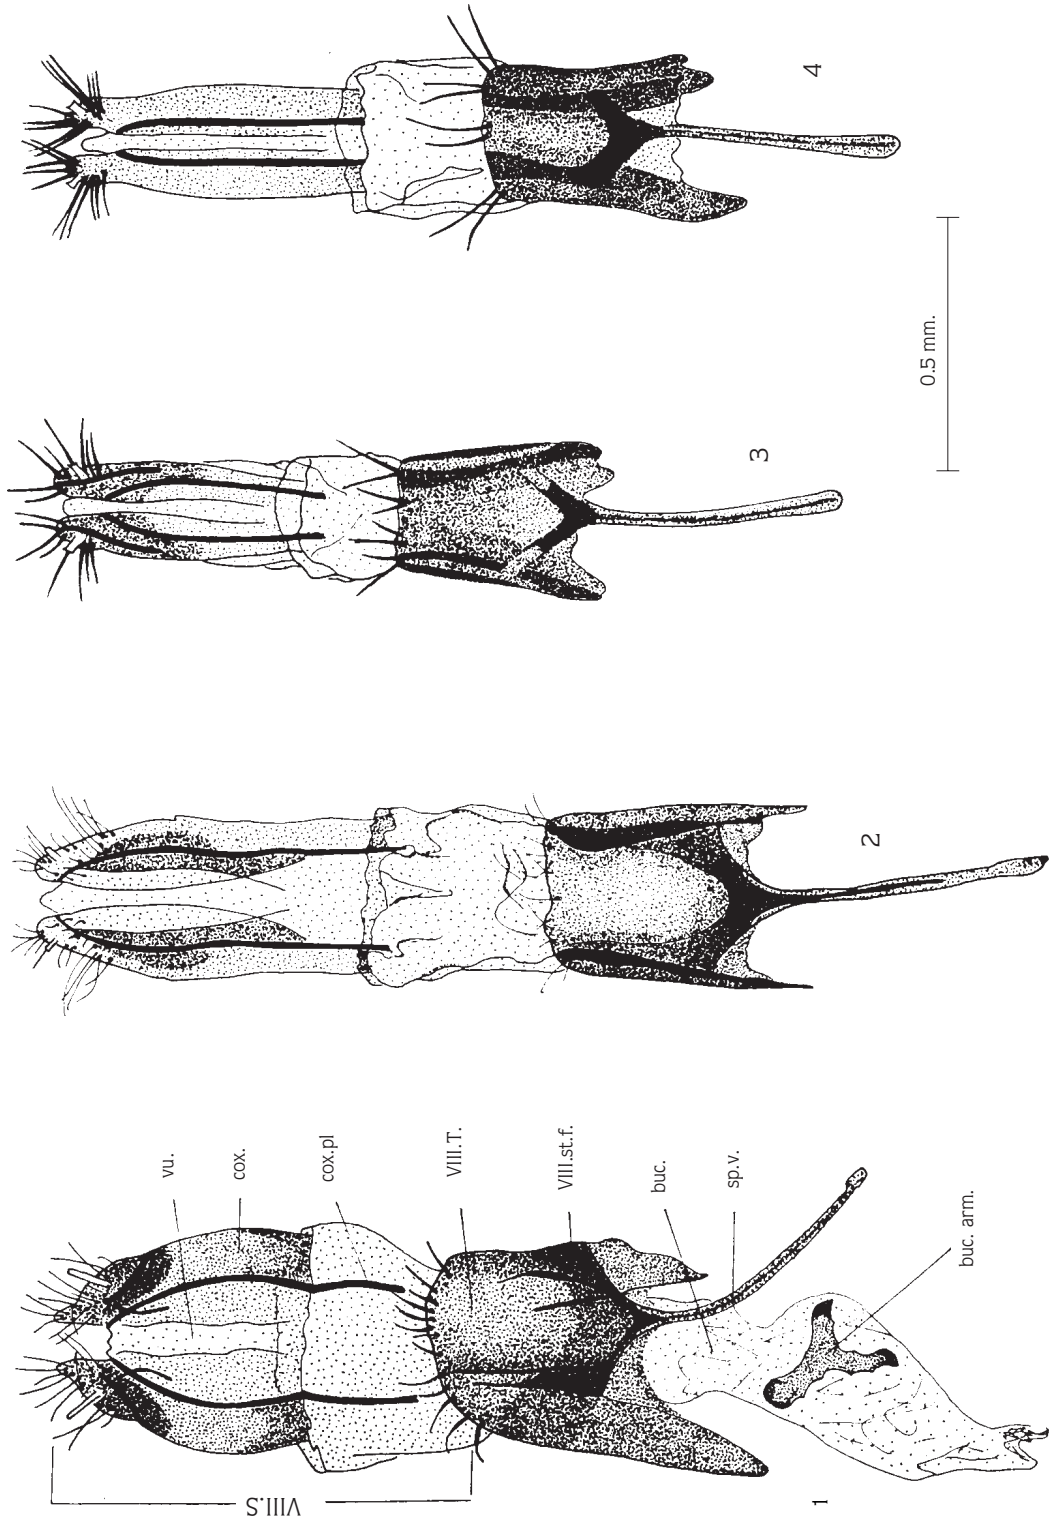 4
0.5 mm.
3
2
vu.
cox.
cox.pl
VIII.T.
VIII.st.f.
buc.
sp.v.
buc. arm.
VIII.S
1